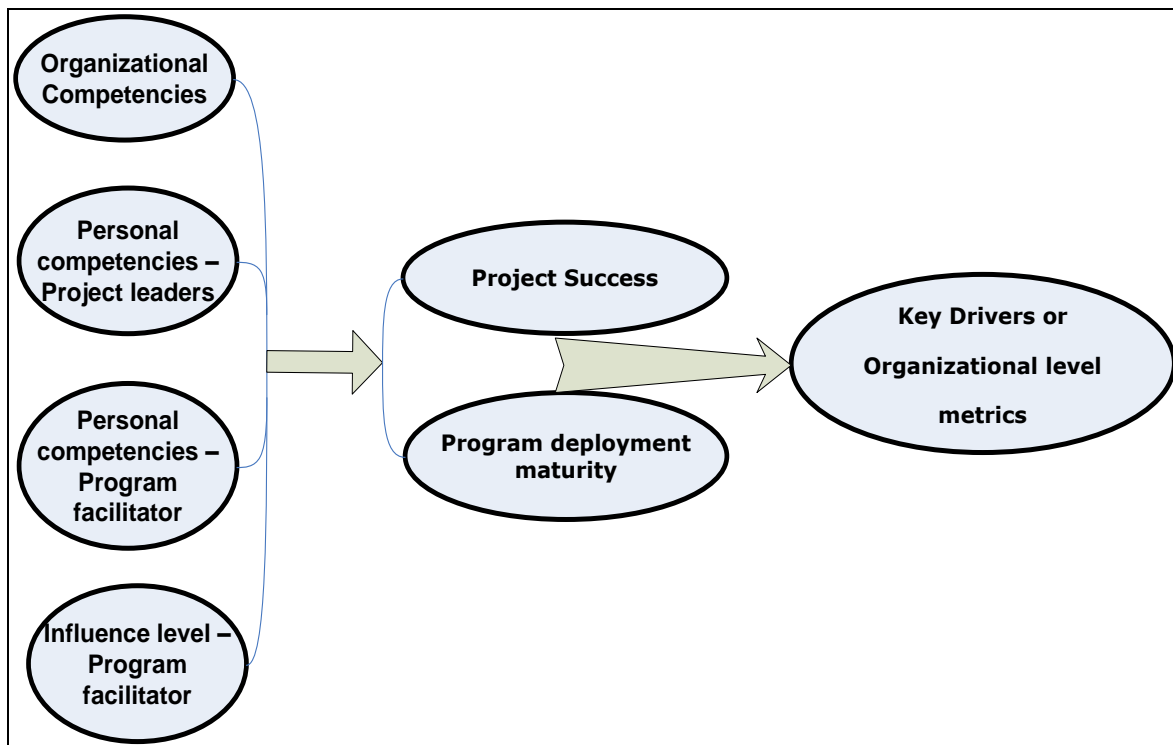 Organizational
Competencies
Personal
competencies –
Project leaders
Personal
competencies –
Program
facilitator
Influence level –
Program
facilitator
Project Success
Program deployment
maturity
Key Drivers or
Organizational level
metrics